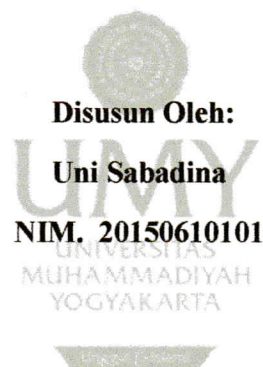 Disusun Oleh:
Uni Sabadina
UMY
NIM. 20150610101
UNIVERSITAS
MUHAMMADIYAH
YOGYAKARTA